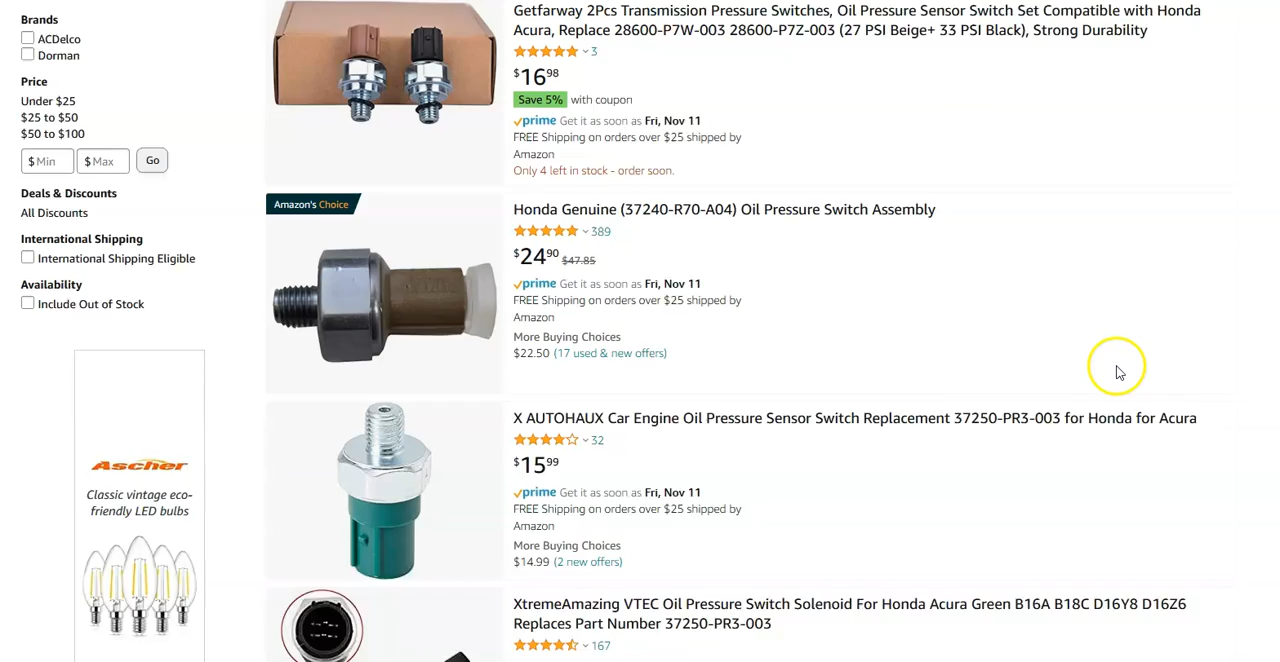 Brands
ACDelco
Dorman
Price
Under $25
$25 to $50
$50 to $100
$ Min
$ Max
Go
Deals & Discounts
All Discounts
International Shipping
International Shipping Eligible
Availability
Include Out of Stock
Ascher
Classic vintage eco-
friendly LED bulbs
Getfarway 2Pcs Transmission Pressure Switches, Oil Pressure Sensor Switch Set Compatible with Honda
Acura, Replace 28600-P7W-003 28600-P7Z-003 (27 PSI Beige+ 33 PSI Black), Strong Durability
3
$16 98
Save 5% with coupon
prime Get it as soon as Fri, Nov 11
FREE Shipping on orders over $25 shipped by
Amazon
Only 4 left in stock - order soon.
Amazon's Choice
Honda Genuine (37240-R70-A04) Oil Pressure Switch Assembly
389
$24 90 $47.85
prime Get it as soon as Fri, Nov 11
FREE Shipping on orders over $25 shipped by
Amazon
More Buying Choices
$22.50 (17 used & new offers)
X AUTOHAUX Car Engine Oil Pressure Sensor Switch Replacement 37250-PR3-003 for Honda for Acura
32
$15 99
prime Get it as soon as Fri, Nov 11
FREE Shipping on orders over $25 shipped by
Amazon
More Buying Choices
$14.99 (2 new offers)
XtremeAmazing VTEC Oil Pressure Switch Solenoid For Honda Acura Green B16A B18C D16Y8 D16Z6
Replaces Part Number 37250-PR3-003
167